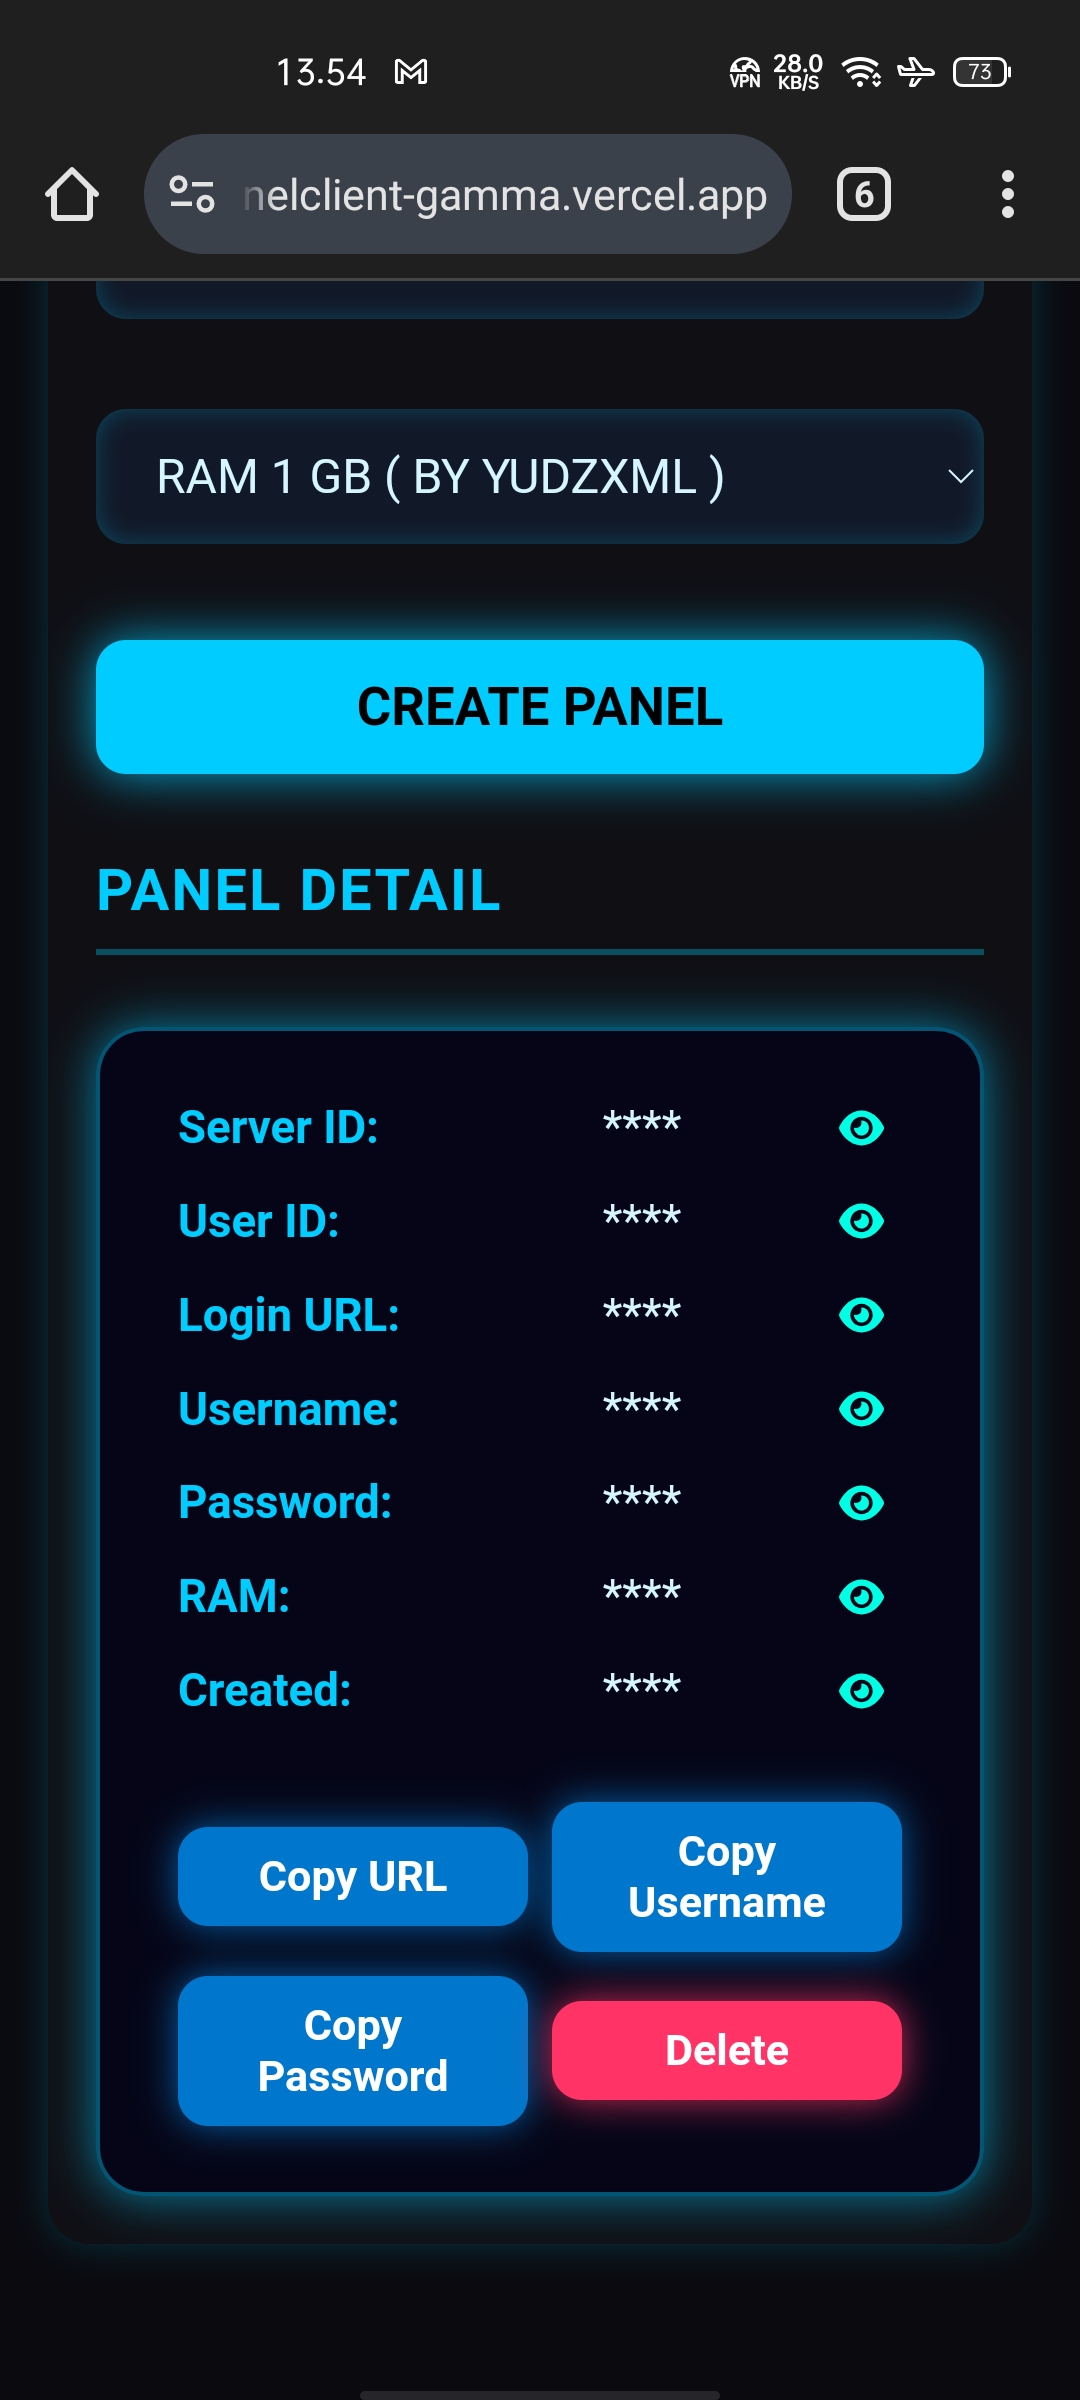 13.54
VPN
28.0
KB/S
73
nelclient-gamma.vercel.app
6
RAM 1 GB ( BY YUDZXML )
CREATE PANEL
PANEL DETAIL
Server ID: ****
User ID: ****
Login URL: ****
Username: ****
Password: ****
RAM: ****
Created: ****
Copy URL
Copy
Username
Copy
Password
Delete